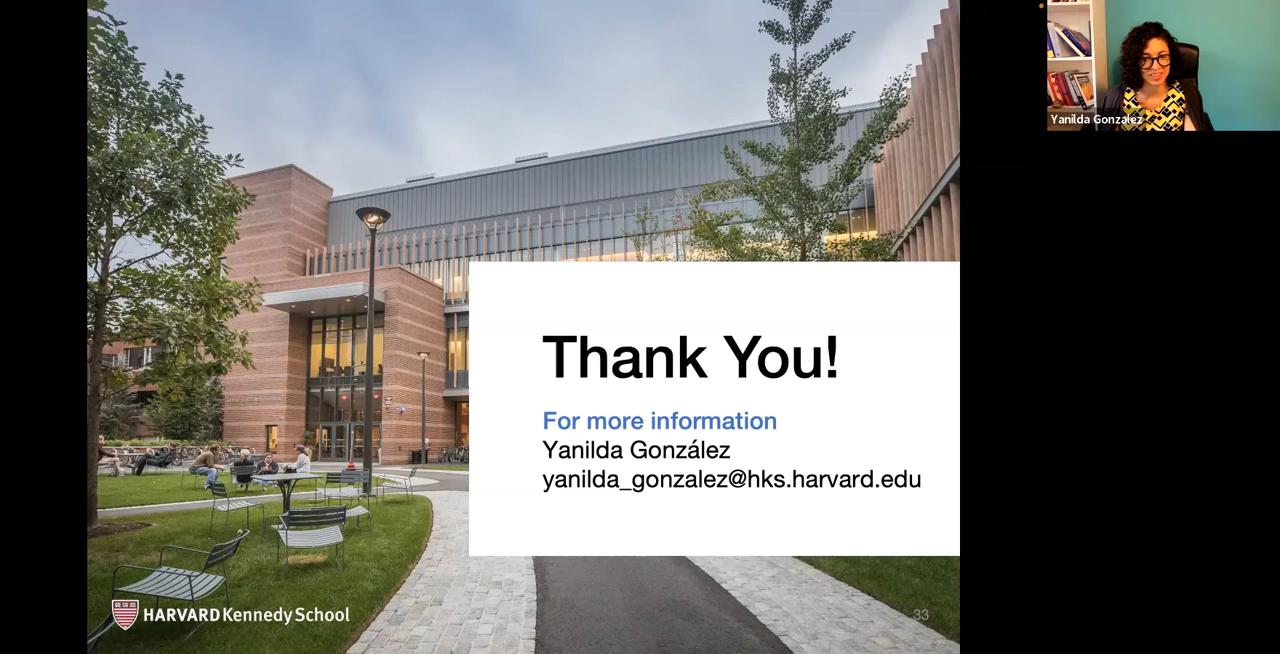 Yanilda Gonzalez
Thank You!
For more information
Yanilda González
yanilda_gonzalez@hks.harvard.edu
HARVARD Kennedy School
33